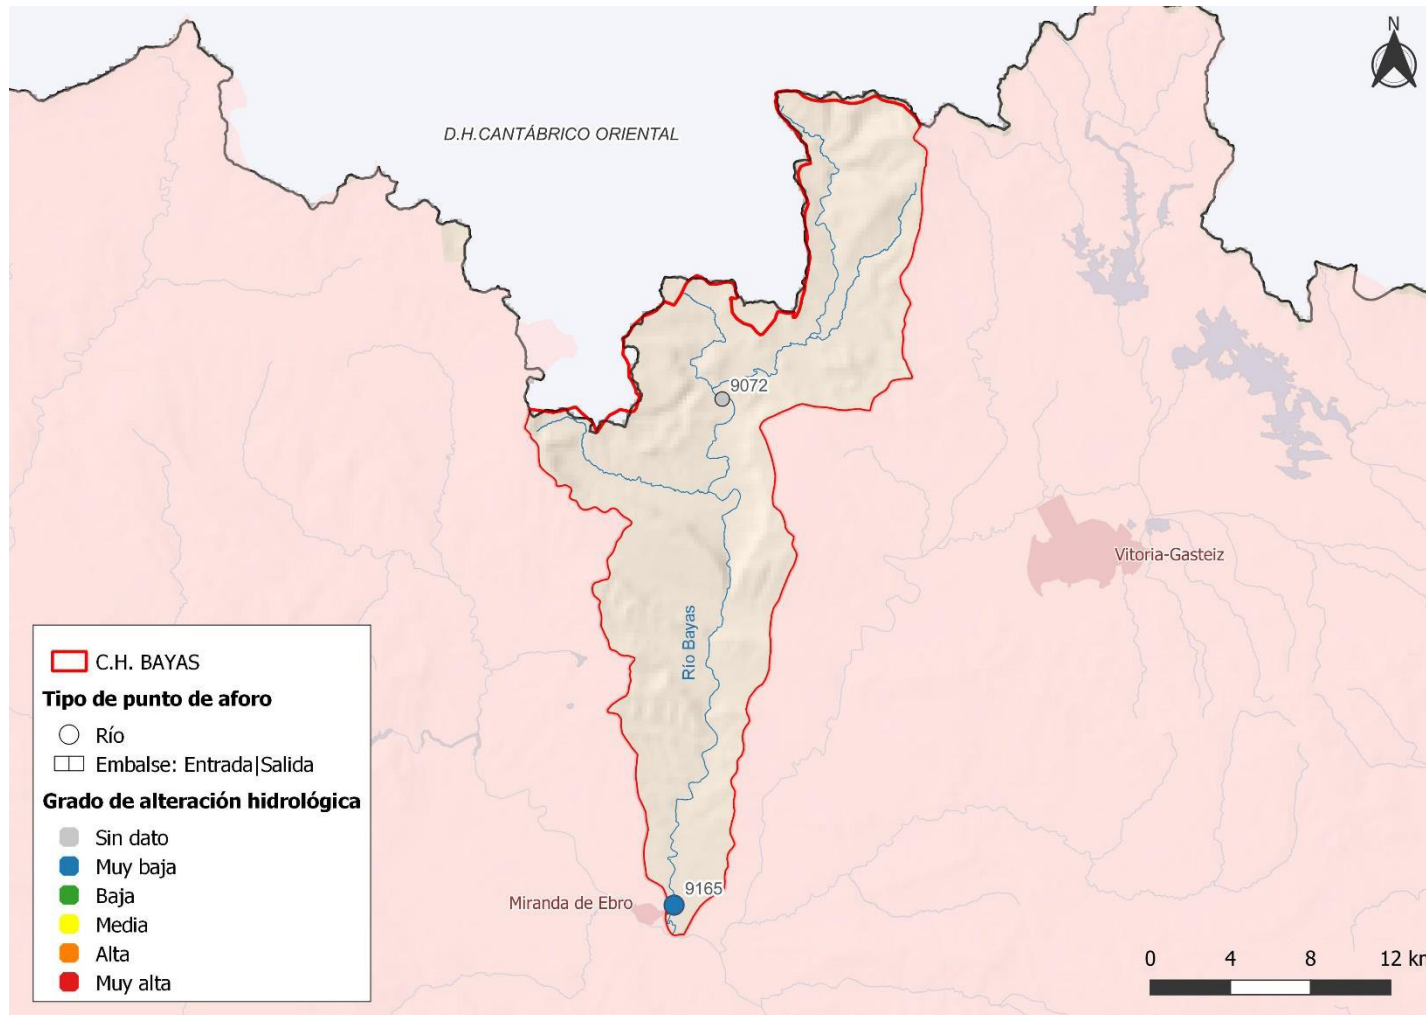 N
D.H.CANTÁBRICO ORIENTAL
9072
Vitoria-Gasteiz
Río Bayas
C.H. BAYAS
Tipo de punto de aforo
Río
Embalse: Entrada|Salida
Grado de alteración hidrológica
Sin dato
Muy baja
Baja
Media
Alta
Muy alta
9165
Miranda de Ebro
0 4 8 12 km